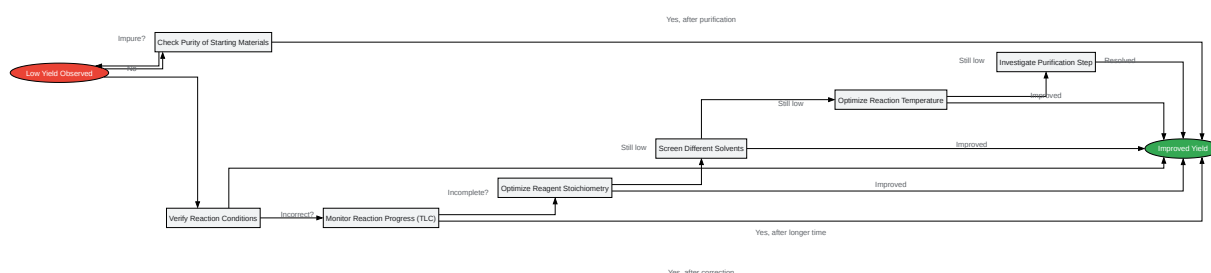 Yes, after purification
Impure?
Check Purity of Starting Materials
Still low
Investigate Purification Step
Resolved
No
Low Yield Observed
Still low
Optimize Reaction Temperature
Improved
Still low
Screen Different Solvents
Improved
Improved Yield
Incomplete?
Optimize Reagent Stoichiometry
Improved
Verify Reaction Conditions
Incorrect?
Monitor Reaction Progress (TLC)
Yes, after longer time
Yes, after correction